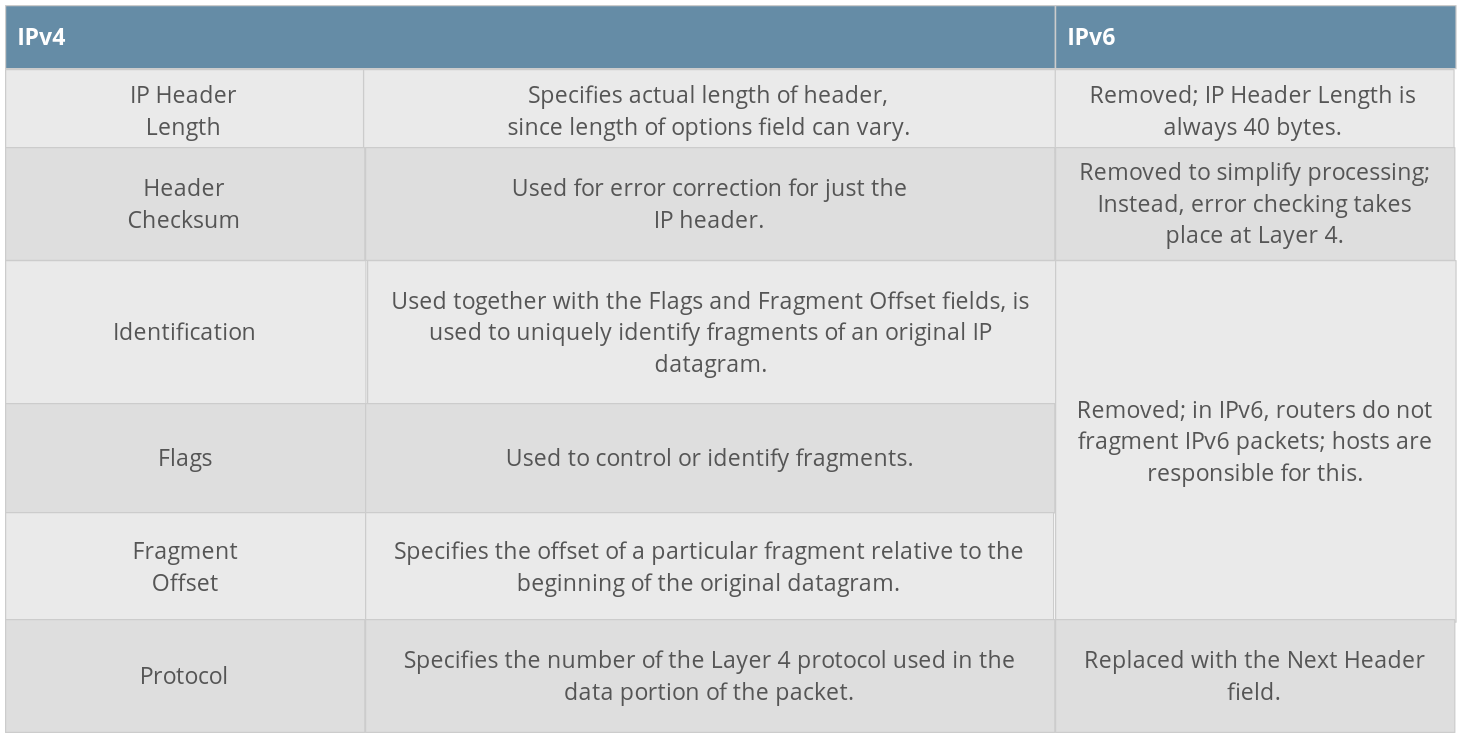 IPv4
IPv6
IP Header
Length
Specifies actual length of header,
since length of options field can vary.
Removed; IP Header Length is
always 40 bytes.
Header
Checksum
Used for error correction for just the
IP header.
Removed to simplify processing;
Instead, error checking takes
place at Layer 4.
Identification
Used together with the Flags and Fragment Offset fields, is
used to uniquely identify fragments of an original IP
datagram.
Removed; in IPv6, routers do not
fragment IPv6 packets; hosts are
responsible for this.
Flags
Used to control or identify fragments.
Fragment
Offset
Specifies the offset of a particular fragment relative to the
beginning of the original datagram.
Protocol
Specifies the number of the Layer 4 protocol used in the
data portion of the packet.
Replaced with the Next Header
field.